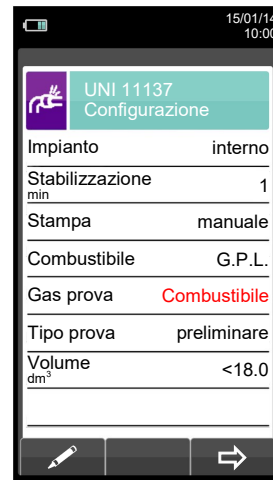 15/01/14
10:00
UNI 11137
Configurazione
Impianto interno
Stabilizzazione 1
min
Stampa manuale
Combustibile G.P.L.
Gas prova Combustibile
Tipo prova preliminare
Volume <18.0
dm³